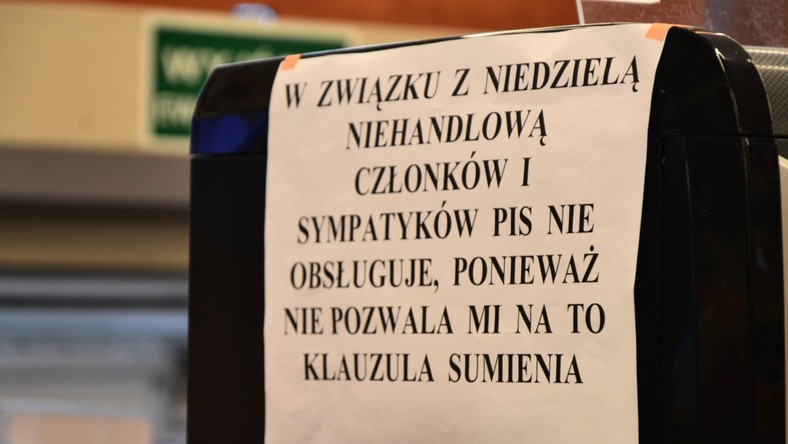 W ZWIĄZKU Z NIEDZIELĄ
NIEHANDLOWĄ
CZŁONKÓW I
SYMPATYKÓW PIS NIE
OBSŁUGUJE, PONIEWAŻ
NIE POZWALA MI NA TO
KLAUZULA SUMIENIA